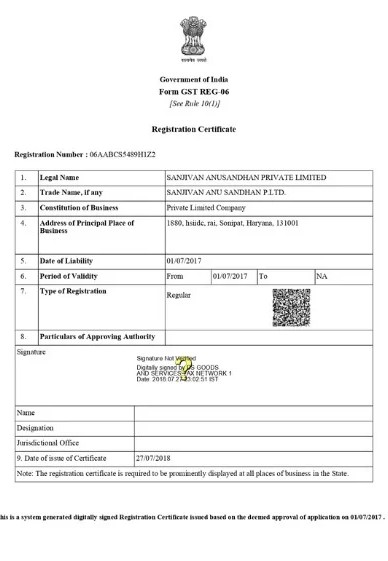 सत्यमेव जयते
Government of India
Form GST REG-06
[See Rule 10(1)]
Registration Certificate
Registration Number : 06AABCS5489H1Z2
1. Legal Name SANJIVAN ANUSANDHAN PRIVATE LIMITED
2. Trade Name, if any SANJIVAN ANU SANDHAN P.LTD.
3. Constitution of Business Private Limited Company
4. Address of Principal Place of 1880, hsiidc, rai, Sonipat, Haryana, 131001
Business
5. Date of Liability 01/07/2017
6. Period of Validity From 01/07/2017 To NA
7. Type of Registration Regular
8. Particulars of Approving Authority
Signature
Signature Not Verified
Digitally signed by DS GOODS
AND SERVICES TAX NETWORK 1
Date: 2018.07.27 23:02:51 IST
Name
Designation
Jurisdictional Office
9. Date of issue of Certificate 27/07/2018
Note: The registration certificate is required to be prominently displayed at all places of business in the State.
his is a system generated digitally signed Registration Certificate issued based on the deemed approval of application on 01/07/2017 .